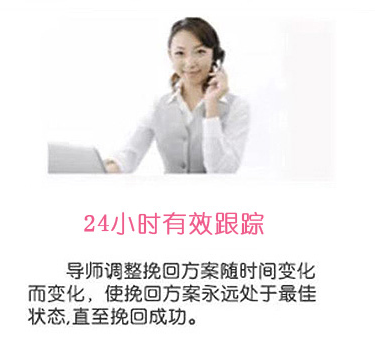 24小时有效跟踪
导师调整挽回方案随时间变化
而变化，使挽回方案永远处于最佳
状态,直至挽回成功。